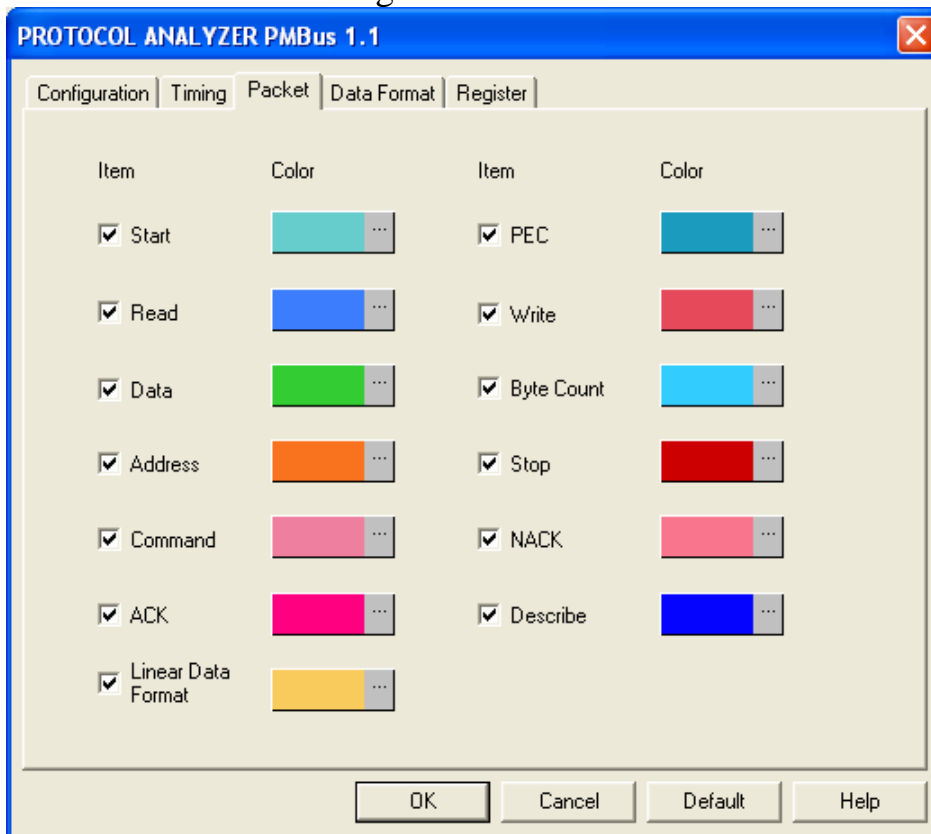 PROTOCOL ANALYZER PMBus 1.1
Configuration Timing Packet Data Format Register
Item Color Item Color
Start ... PEC ...
Read ... Write ...
Data ... Byte Count ...
Address ... Stop ...
Command ... NACK ...
ACK ... Describe ...
Linear Data
Format ...
OK Cancel Default Help